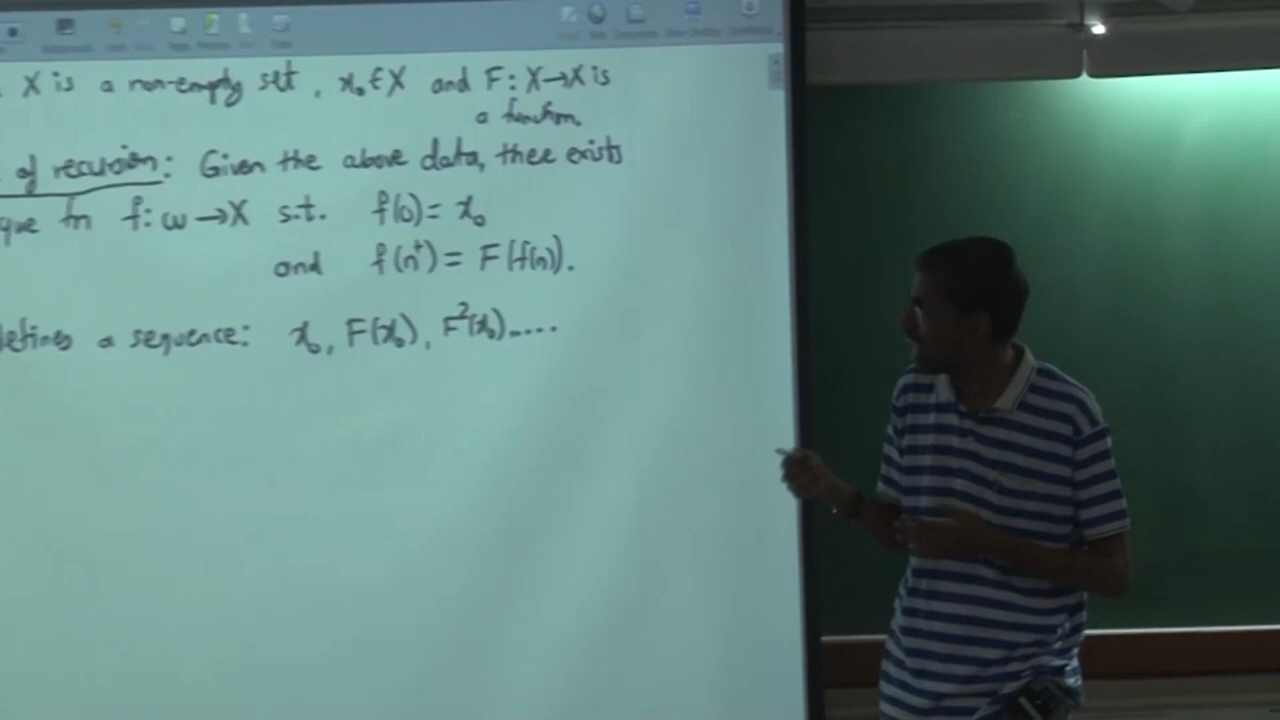 X is a non-empty set, x₀ ∈ X and F: X→X is
a function.
of recursion: Given the above data, thee exists
que fn f: ω→X s.t. f(0) = x₀
and f(n⁺) = F(f(n)).
defines a sequence: x₀, F(x₀), F²(x₀), ....